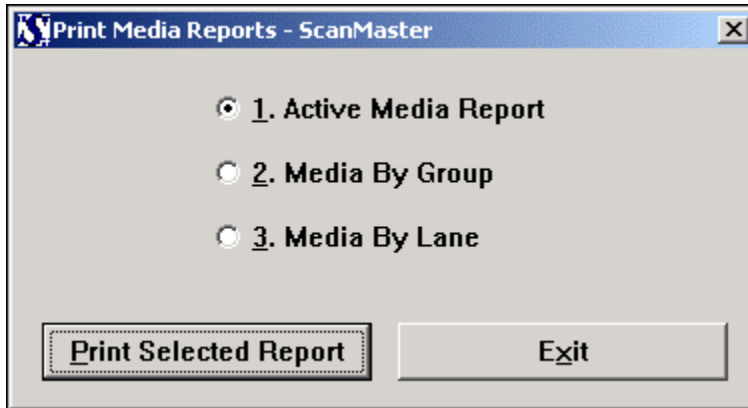 Print Media Reports - ScanMaster
1. Active Media Report
2. Media By Group
3. Media By Lane
Print Selected Report
Exit